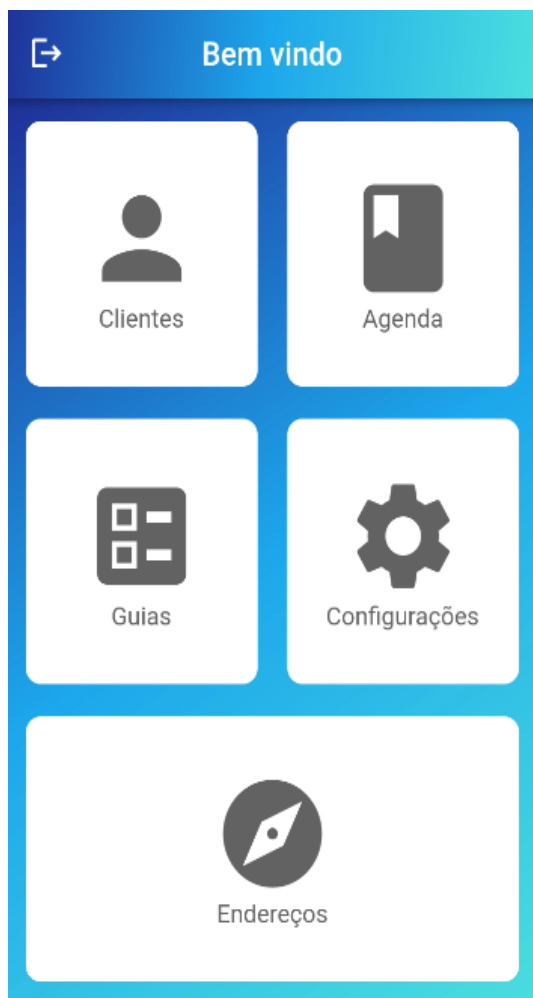 Bem vindo
Clientes
Agenda
Guias
Configurações
Endereços